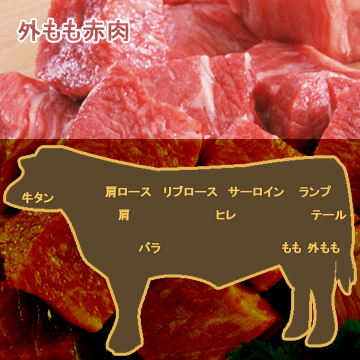 外もも赤肉
牛タン
肩ロース リブロース サーロイン ランプ
肩 ヒレ テール
バラ もも 外もも